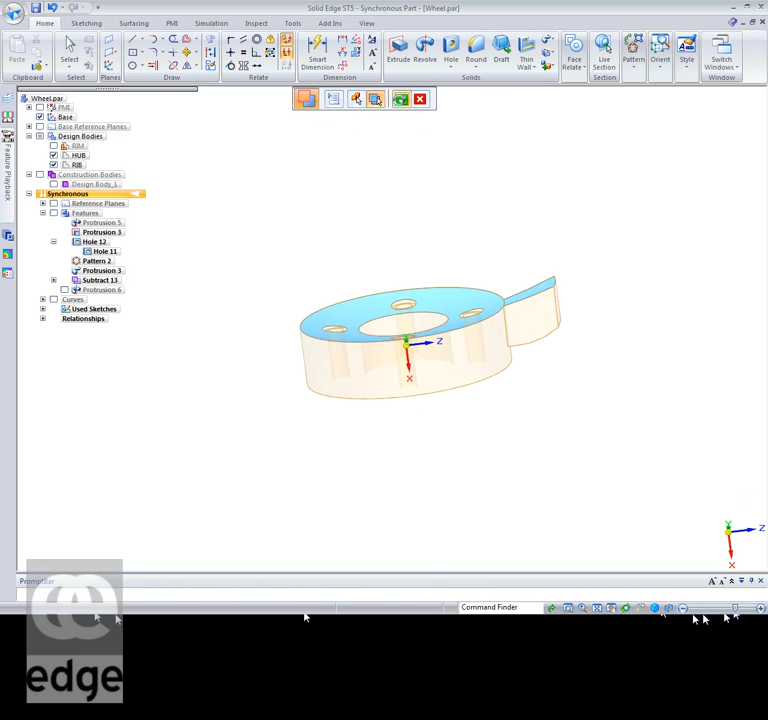 Solid Edge ST5 - Synchronous Part - [Wheel.par]
Home Sketching Surfacing PMI Simulation Inspect Tools Add Ins View
Paste Select Smart Dimension Extrude Revolve Hole Round Draft Thin Wall Face Relate Live Section Pattern Orient Style Switch Windows
Clipboard Select Planes Draw Relate Dimension Solids Section Window
Feature Playback
Wheel.par
PMI
Base
Base Reference Planes
Design Bodies
RIM
HUB
RIB
Construction Bodies
Design Body_1
Synchronous
Reference Planes
Features
Protrusion 5
Protrusion 3
Hole 12
Hole 11
Pattern 2
Protrusion 3
Subtract 13
Protrusion 6
Curves
Used Sketches
Relationships
Y
Z
X
Y
Z
X
PromptBar
Command Finder
edge